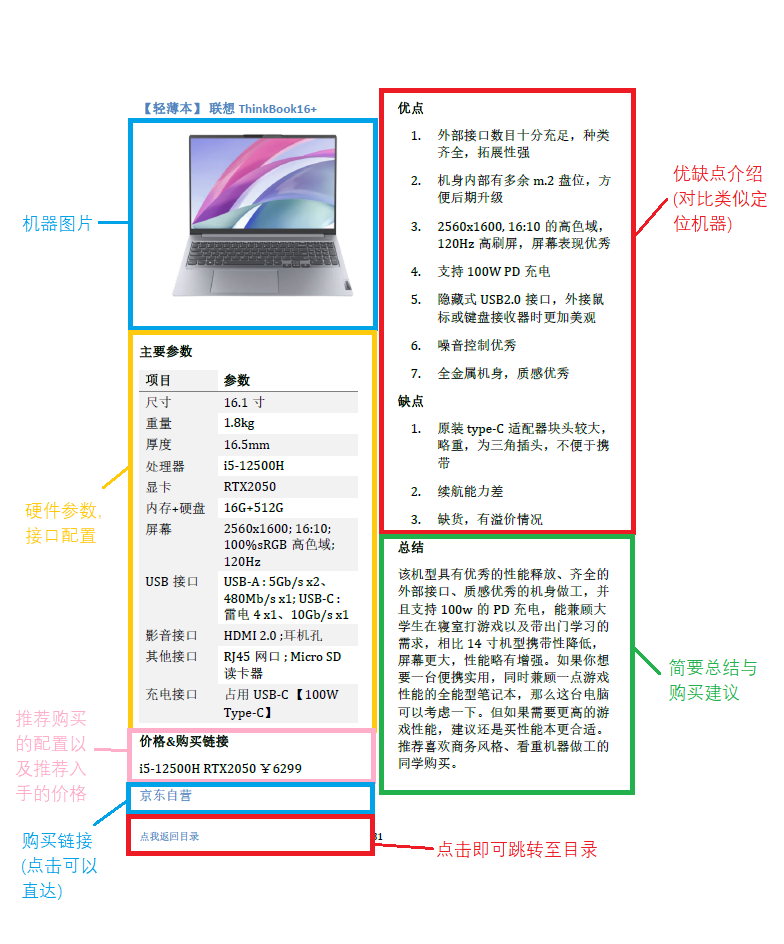 【轻薄本】 联想 ThinkBook16+
机器图片
主要参数
项目 参数
尺寸 16.1 寸
重量 1.8kg
厚度 16.5mm
处理器 i5-12500H
显卡 RTX2050
内存+硬盘 16G+512G
屏幕 2560x1600; 16:10;
100%sRGB 高色域;
120Hz
USB 接口 USB-A : 5Gb/s x2、
480Mb/s x1; USB-C :
雷电 4 x1、10Gb/s x1
影音接口 HDMI 2.0 ;耳机孔
其他接口 RJ45 网口 ; Micro SD
读卡器
充电接口 占用 USB-C 【100W
Type-C】
硬件参数,
接口配置
价格&购买链接
i5-12500H RTX2050 ￥6299
推荐购买
的配置以
及推荐入
手的价格
京东自营
购买链接
(点击可以
直达)
点我返回目录
31
点击即可跳转至目录
优点
1. 外部接口数目十分充足，种类
齐全，拓展性强
2. 机身内部有多余 m.2 盘位，方
便后期升级
3. 2560x1600, 16:10 的高色域，
120Hz 高刷屏，屏幕表现优秀
4. 支持 100W PD 充电
5. 隐藏式 USB2.0 接口，外接鼠
标或键盘接收器时更加美观
6. 噪音控制优秀
7. 全金属机身，质感优秀
缺点
1. 原装 type-C 适配器块头较大，
略重，为三角插头，不便于携
带
2. 续航能力差
3. 缺货，有溢价情况
优缺点介绍
(对比类似定
位机器)
总结
该机型具有优秀的性能释放、齐全的
外部接口、质感优秀的机身做工，并
且支持 100w 的 PD 充电，能兼顾大
学生在寝室打游戏以及带出门学习的
需求，相比 14 寸机型携带性降低，
屏幕更大，性能略有增强。如果你想
要一台便携实用，同时兼顾一点游戏
性能的全能型笔记本，那么这台电脑
可以考虑一下。但如果需要更高的游
戏性能，建议还是买性能本更合适。
推荐喜欢商务风格、看重机器做工的
同学购买。
简要总结与
购买建议